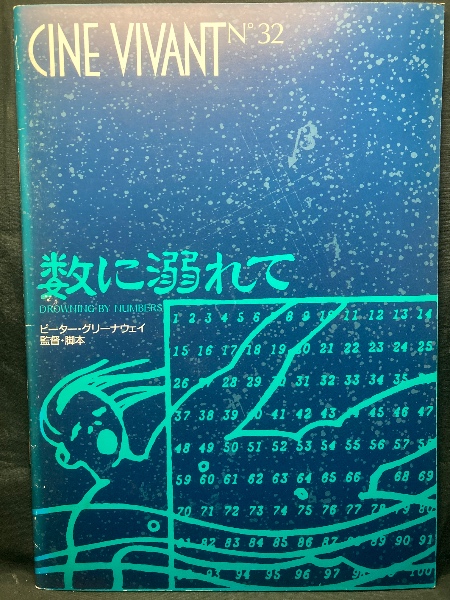 CINE VIVANT N°32
β
数に溺れて
DROWNING BY NUMBERS
ピーター・グリーナウェイ
監督・脚本
1 2 3 4 5 6 7 8 9 10 11 12 13 14
15 16 17 18 19 20 21 22 23 24 25
26 27 28 29 30 31 32 33 34 35
37 38 39 40 41 42 43 44 45 46 47
48 49 50 51 52 53 54 55 56 57 58
59 60 61 62 63 64 65 68 69
70 71 72 73 74 75 76 77 78 79 80
81 82 83 84 85 86 87 88 89 90 91
93 94 95 96 97 98 99 100